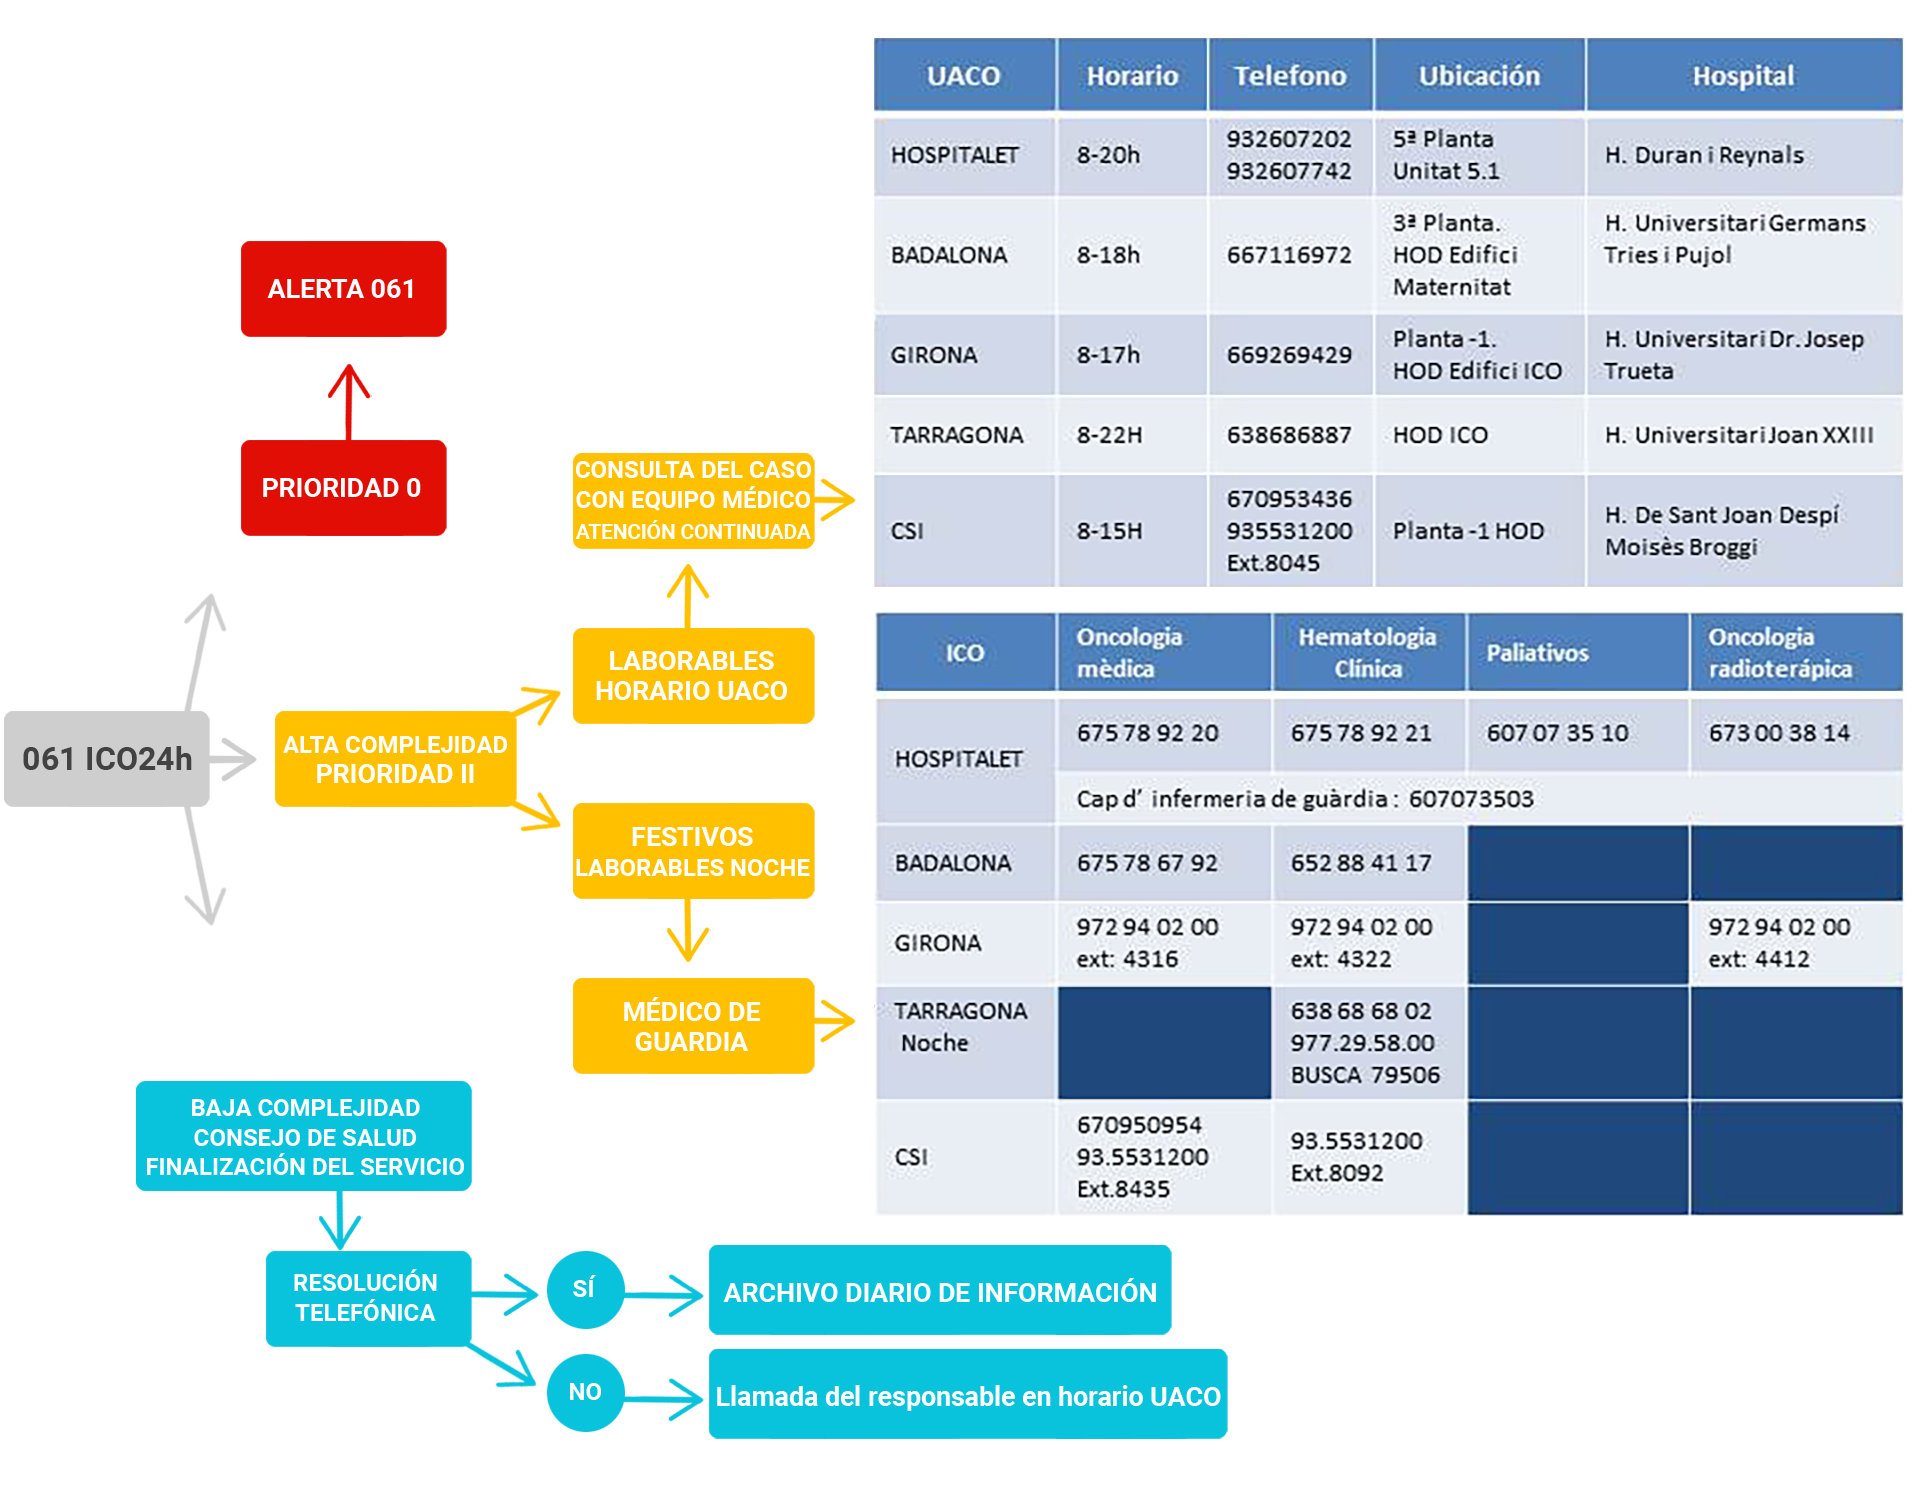 ALERTA 061
PRIORIDAD 0
061 ICO24h
ALTA COMPLEJIDAD
PRIORIDAD II
CONSULTA DEL CASO
CON EQUIPO MÉDICO
ATENCIÓN CONTINUADA
LABORABLES
HORARIO UACO
FESTIVOS
LABORABLES NOCHE
MÉDICO DE
GUARDIA
BAJA COMPLEJIDAD
CONSEJO DE SALUD
FINALIZACIÓN DEL SERVICIO
RESOLUCIÓN
TELEFÓNICA
SÍ
ARCHIVO DIARIO DE INFORMACIÓN
NO
Llamada del responsable en horario UACO
UACO
Horario
Telefono
Ubicación
Hospital
HOSPITALET
8-20h
932607202
932607742
5ª Planta
Unitat 5.1
H. Duran i Reynals
BADALONA
8-18h
667116972
3ª Planta.
HOD Edifici
Maternitat
H. Universitari Germans
Tries i Pujol
GIRONA
8-17h
669269429
Planta -1.
HOD Edifici ICO
H. Universitari Dr. Josep
Trueta
TARRAGONA
8-22H
638686887
HOD ICO
H. Universitari Joan XXIII
CSI
8-15H
670953436
935531200
Ext.8045
Planta -1 HOD
H. De Sant Joan Despí
Moisès Broggi
ICO
Oncologia
mèdica
Hematologia
Clínica
Paliativos
Oncologia
radioterápica
HOSPITALET
675 78 92 20
675 78 92 21
607 07 35 10
673 00 38 14
Cap d' infermeria de guàrdia : 607073503
BADALONA
675 78 67 92
652 88 41 17
GIRONA
972 94 02 00
ext: 4316
972 94 02 00
ext: 4322
972 94 02 00
ext: 4412
TARRAGONA
Noche
638 68 68 02
977.29.58.00
BUSCA 79506
CSI
670950954
93.5531200
Ext.8435
93.5531200
Ext.8092